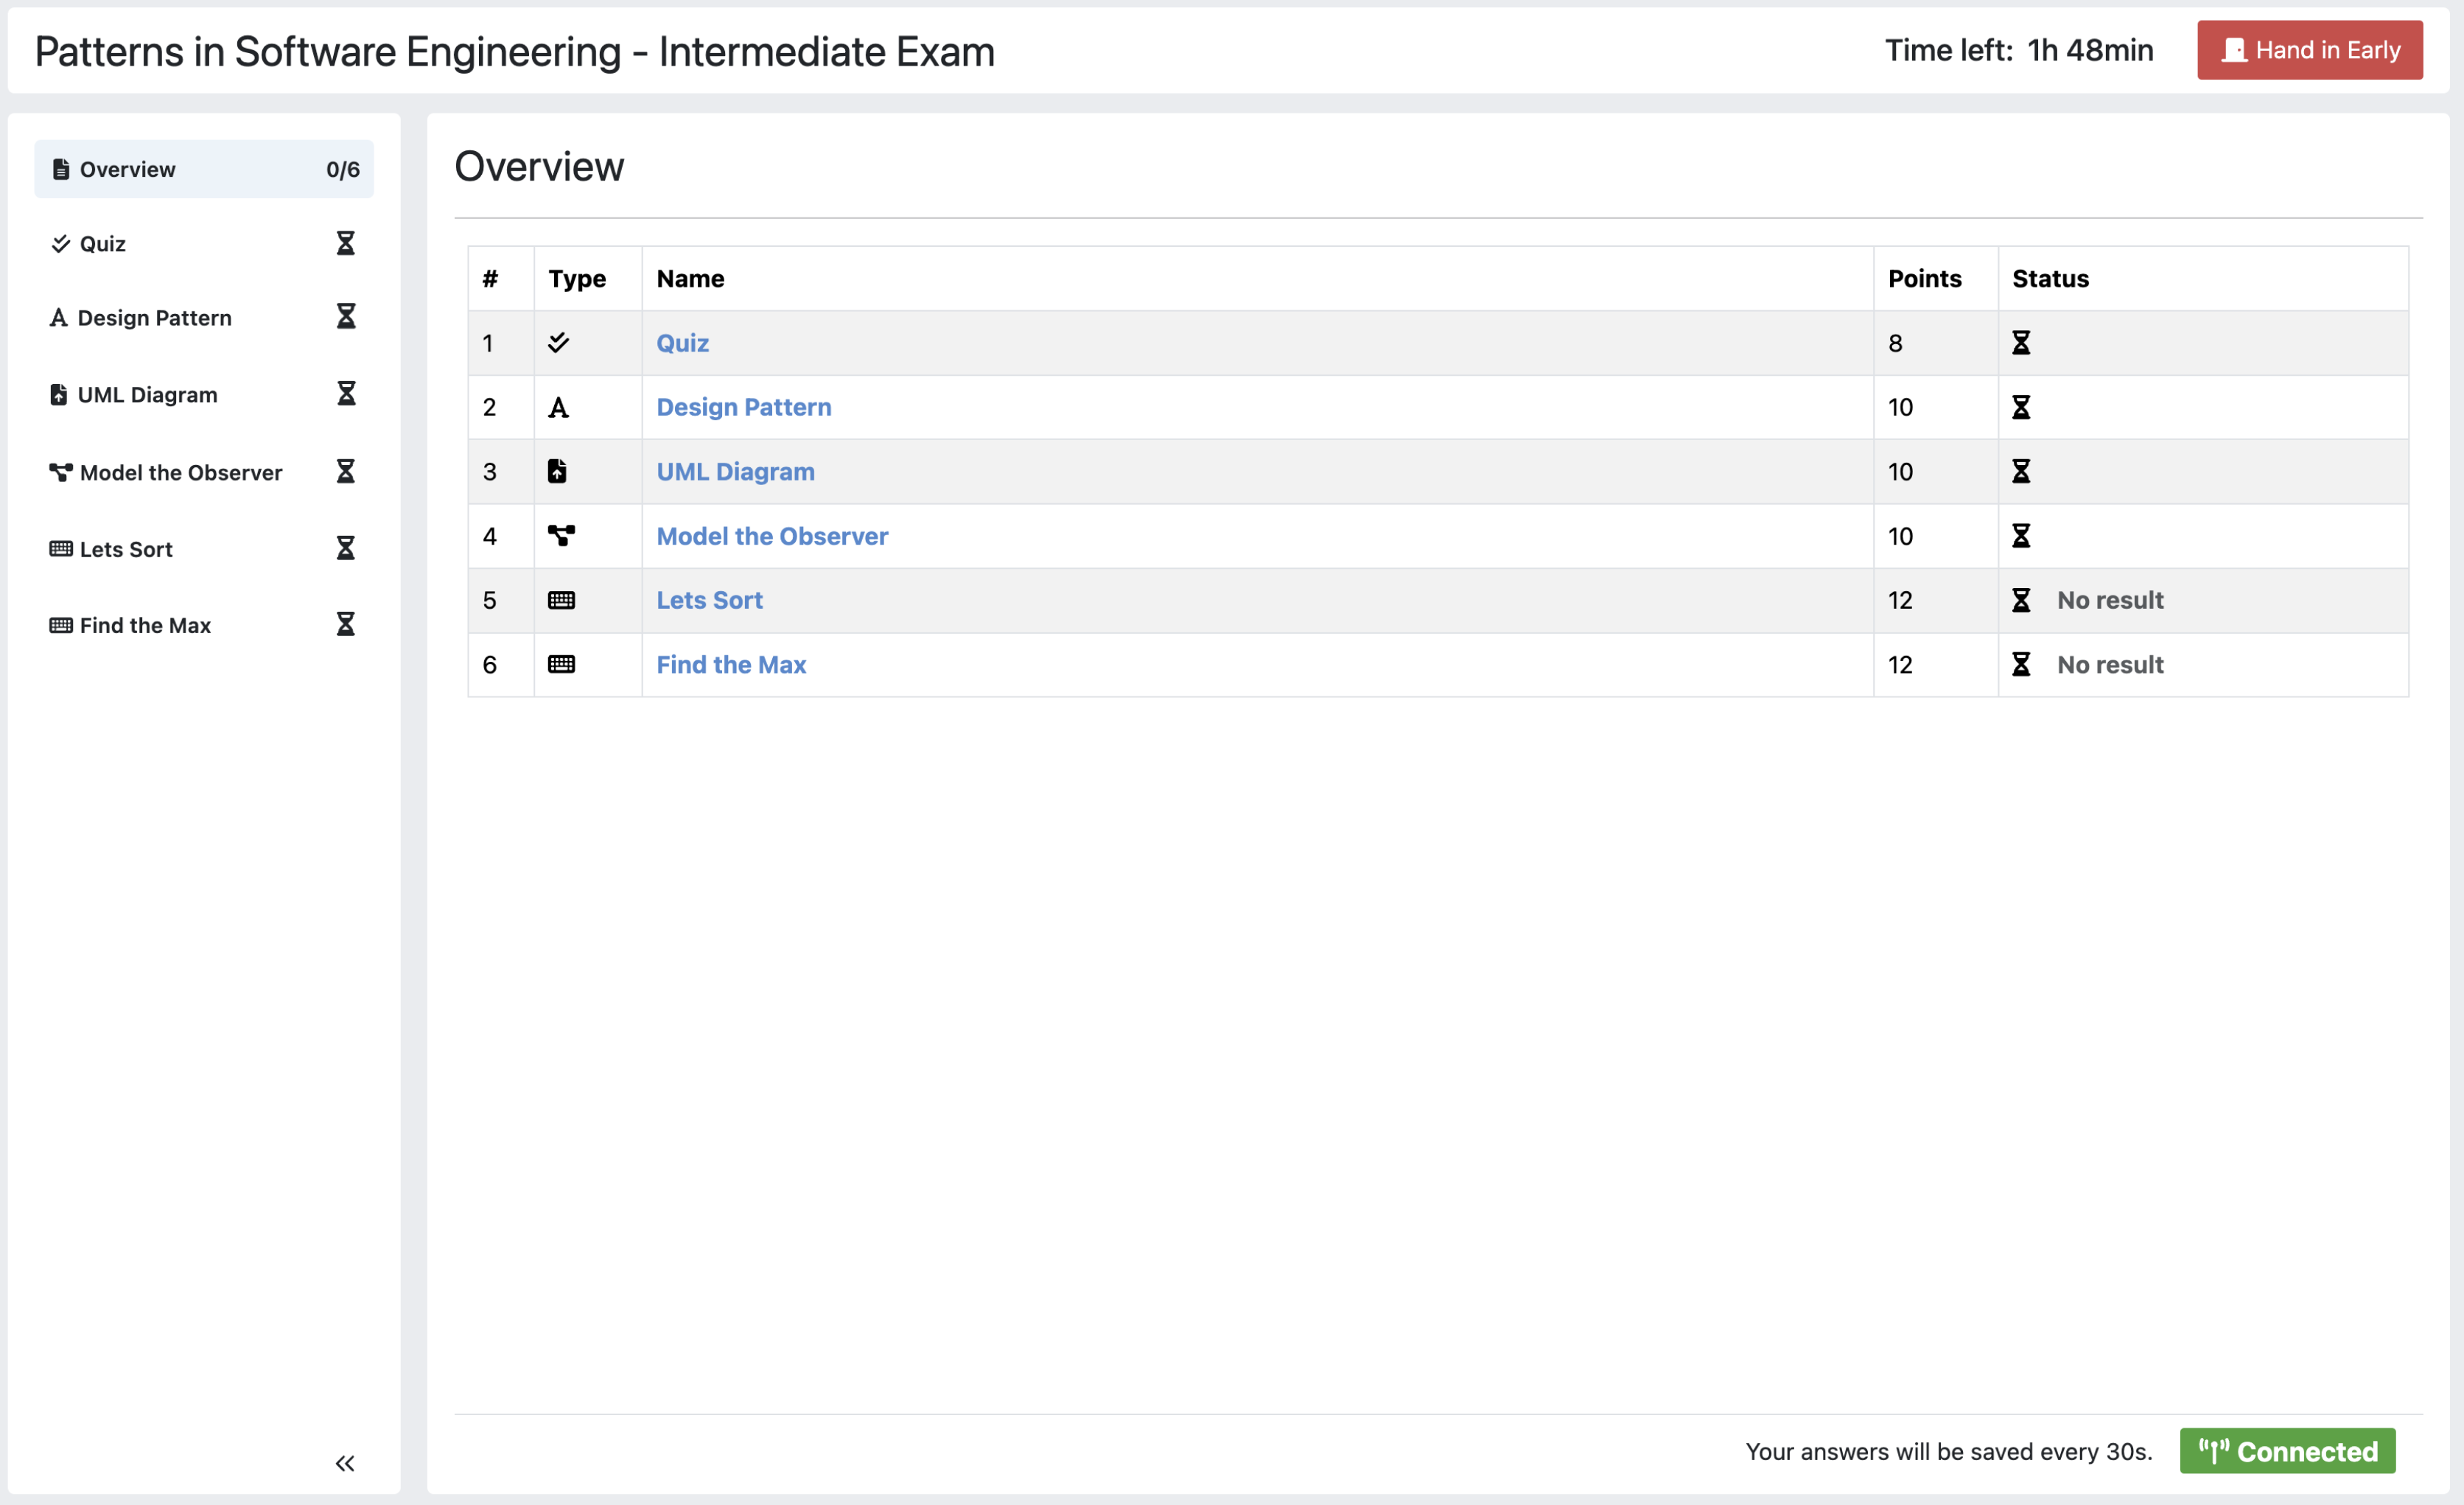 Patterns in Software Engineering - Intermediate Exam
Time left: 1h 48min
Hand in Early
Overview 0/6
Quiz
Design Pattern
UML Diagram
Model the Observer
Lets Sort
Find the Max
Overview
# Type Name Points Status
1 Quiz 8
2 Design Pattern 10
3 UML Diagram 10
4 Model the Observer 10
5 Lets Sort 12 No result
6 Find the Max 12 No result
Your answers will be saved every 30s.
Connected